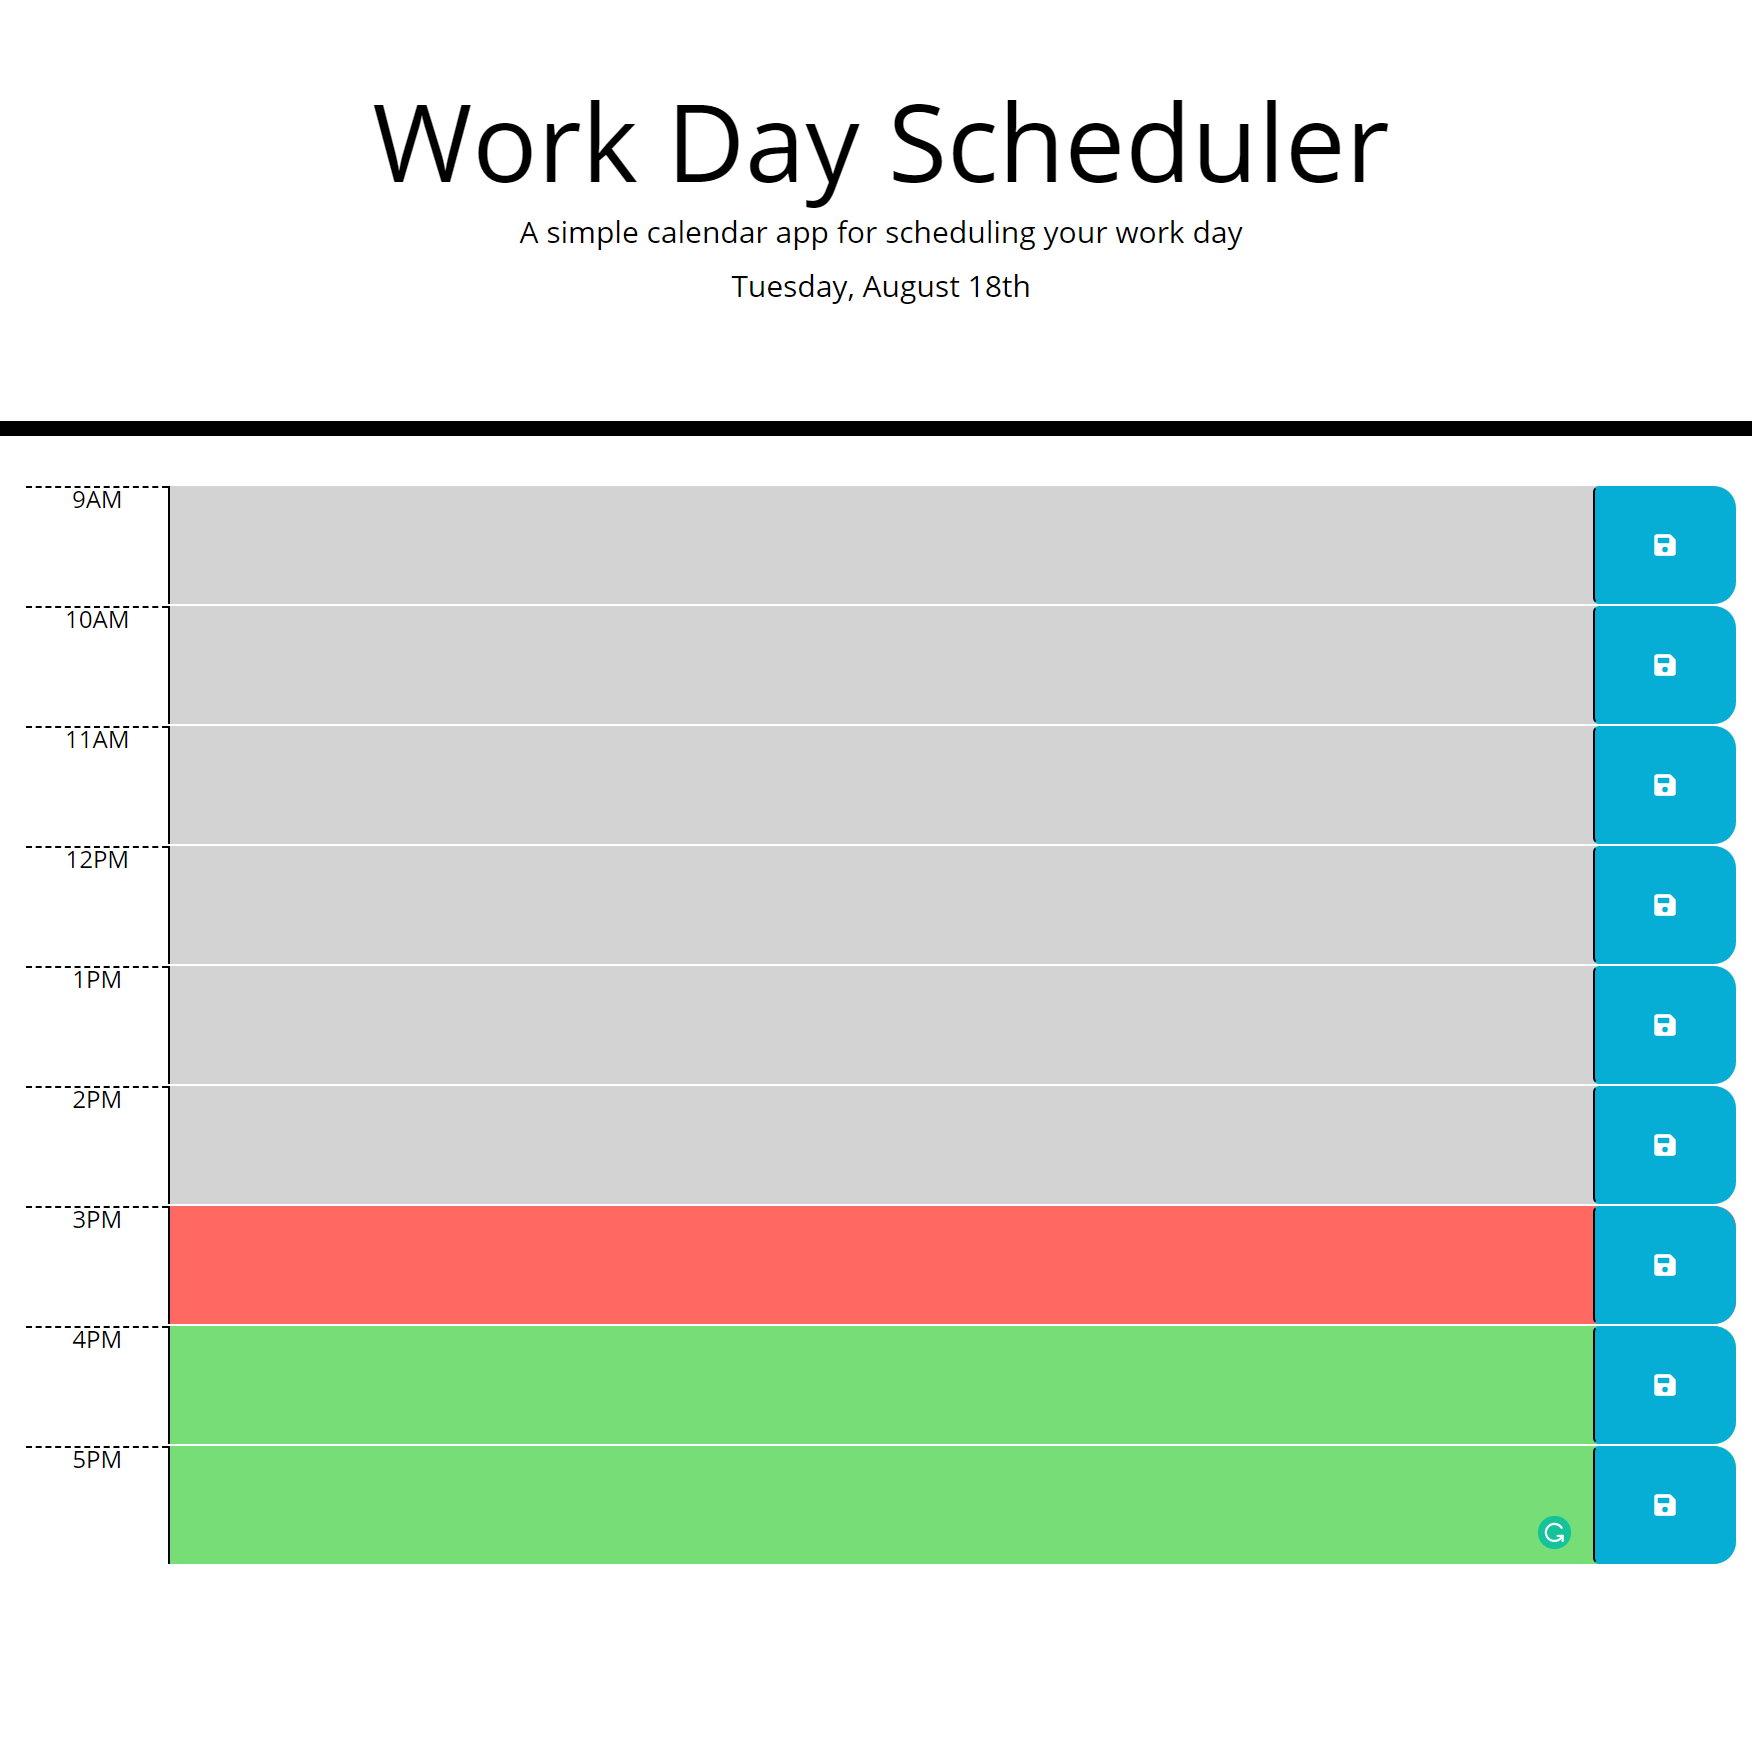 Work Day Scheduler
A simple calendar app for scheduling your work day
Tuesday, August 18th
9AM
10AM
11AM
12PM
1PM
2PM
3PM
4PM
5PM